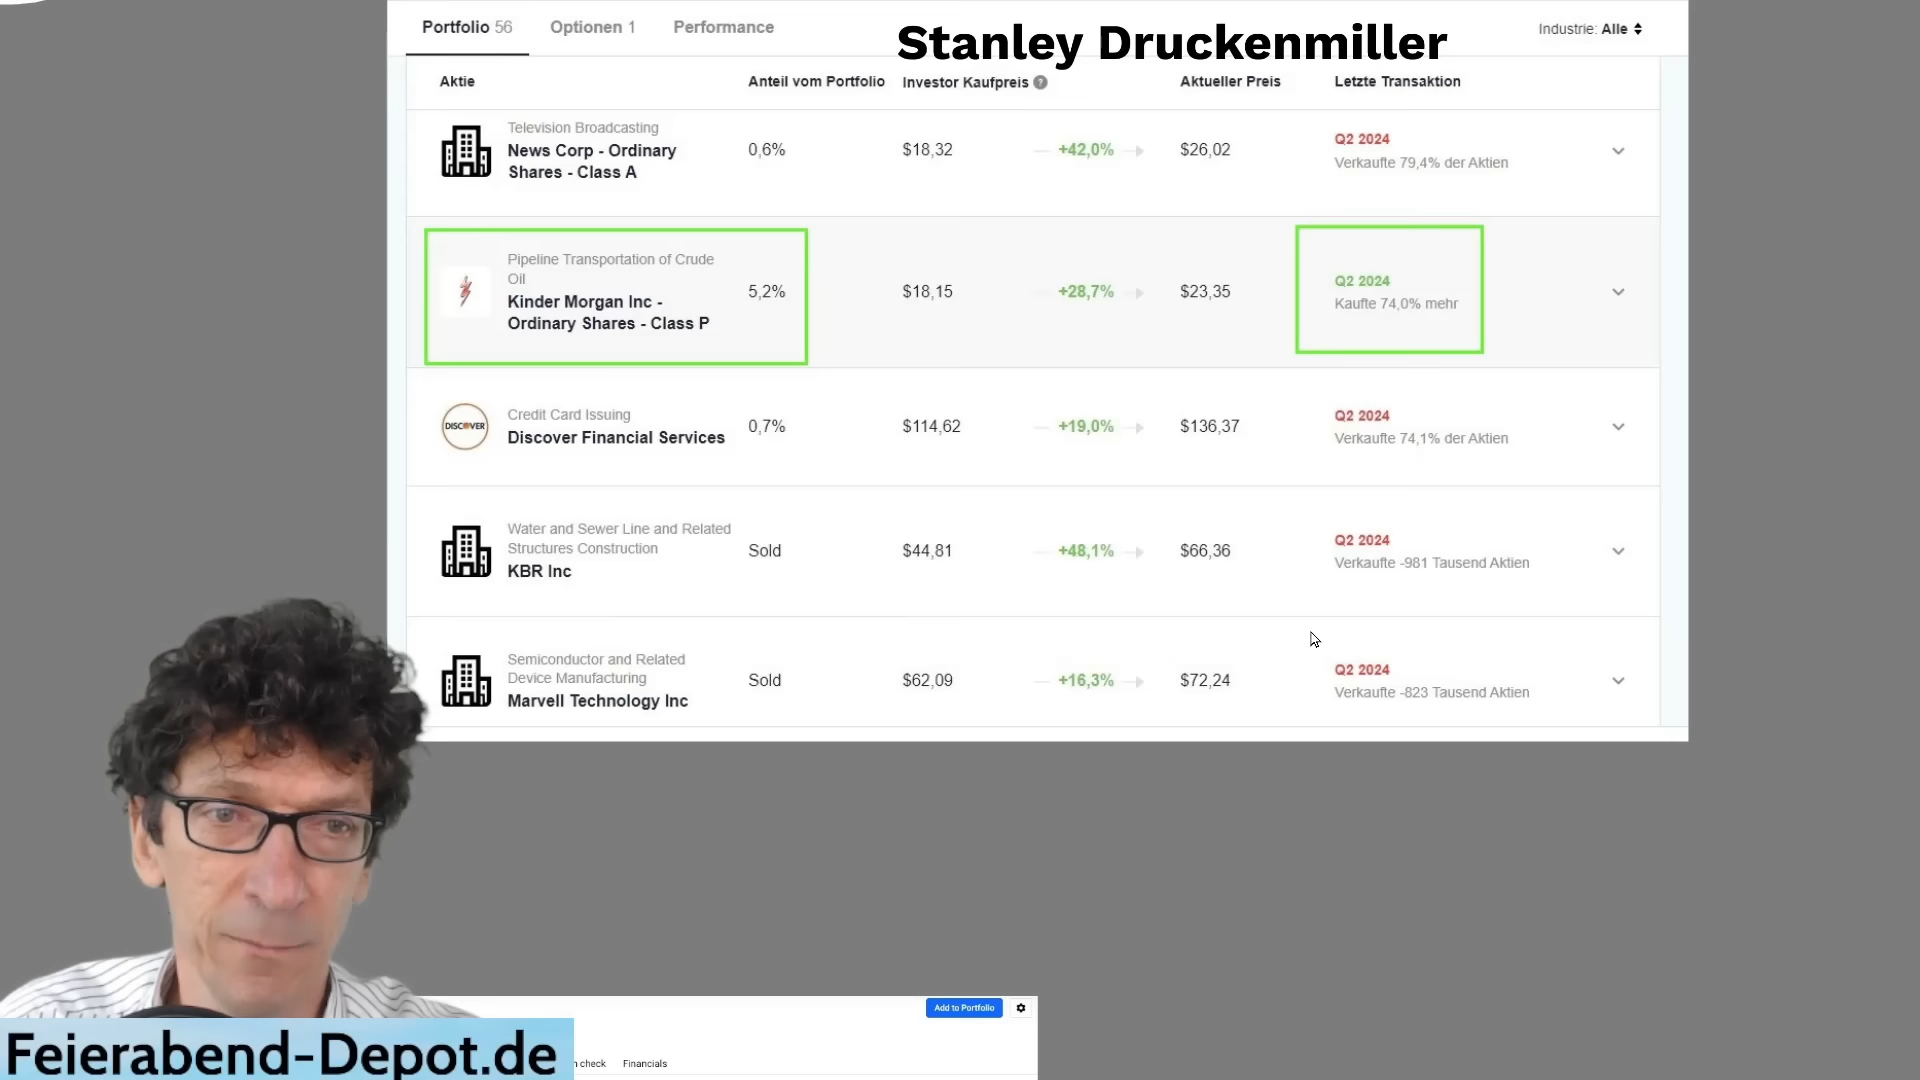 Portfolio 56 Optionen 1 Performance
Stanley Druckenmiller
Industrie: Alle
Aktie Anteil vom Portfolio Investor Kaufpreis ? Aktueller Preis Letzte Transaktion
Television Broadcasting
News Corp - Ordinary
Shares - Class A
0,6% $18,32 +42,0% $26,02
Q2 2024
Verkaufte 79,4% der Aktien
Pipeline Transportation of Crude
Oil
Kinder Morgan Inc -
Ordinary Shares - Class P
5,2% $18,15 +28,7% $23,35
Q2 2024
Kaufte 74,0% mehr
DISCOVER
Credit Card Issuing
Discover Financial Services
0,7% $114,62 +19,0% $136,37
Q2 2024
Verkaufte 74,1% der Aktien
Water and Sewer Line and Related
Structures Construction
KBR Inc
Sold $44,81 +48,1% $66,36
Q2 2024
Verkaufte -981 Tausend Aktien
Semiconductor and Related
Device Manufacturing
Marvell Technology Inc
Sold $62,09 +16,3% $72,24
Q2 2024
Verkaufte -823 Tausend Aktien
Add to Portfolio
Feierabend-Depot.de
check Financials